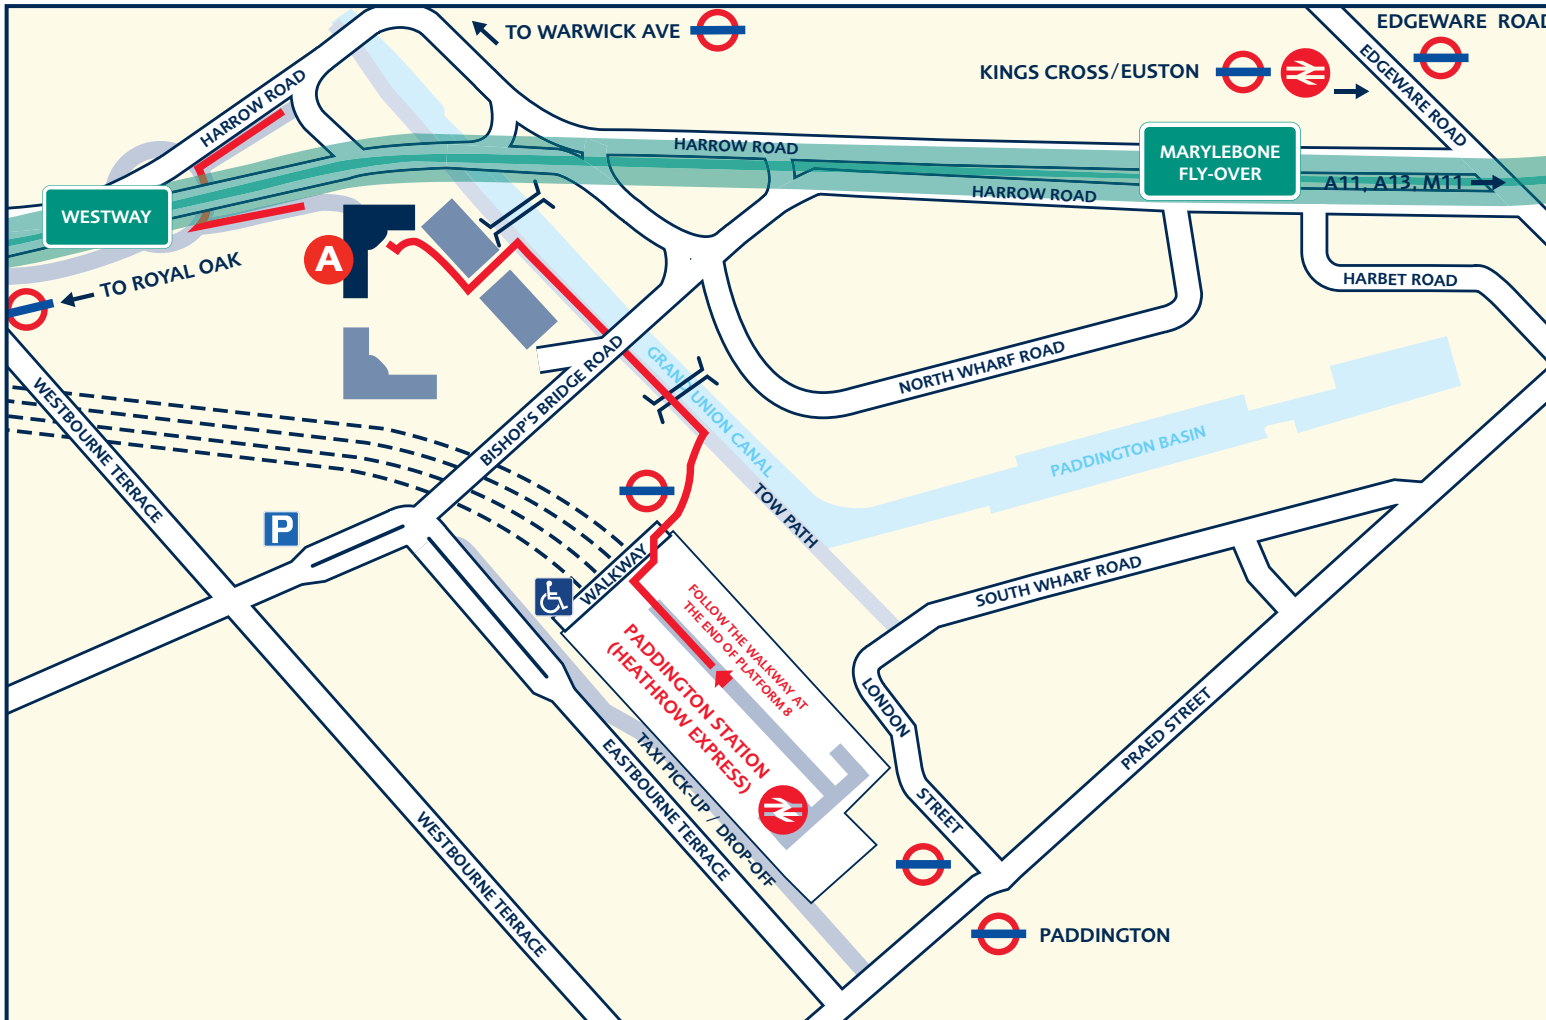 TO WARWICK AVE
EDGEWARE ROAD
KINGS CROSS/EUSTON
EDGEWARE ROAD
HARROW ROAD
HARROW ROAD
MARYLEBONE
FLY-OVER
A11, A13, M11
HARROW ROAD
WESTWAY
A
TO ROYAL OAK
HARBET ROAD
GRAND UNION CANAL
NORTH WHARF ROAD
BISHOP'S BRIDGE ROAD
WESTBOURNE TERRACE
PADDINGTON BASIN
TOW PATH
P
WALKWAY
SOUTH WHARF ROAD
FOLLOW THE WALKWAY AT
THE END OF PLATFORM 8
PADDINGTON STATION
(HEATHROW EXPRESS)
LONDON
STREET
PRAED STREET
TAXI PICK-UP / DROP-OFF
EASTBOURNE TERRACE
WESTBOURNE TERRACE
PADDINGTON